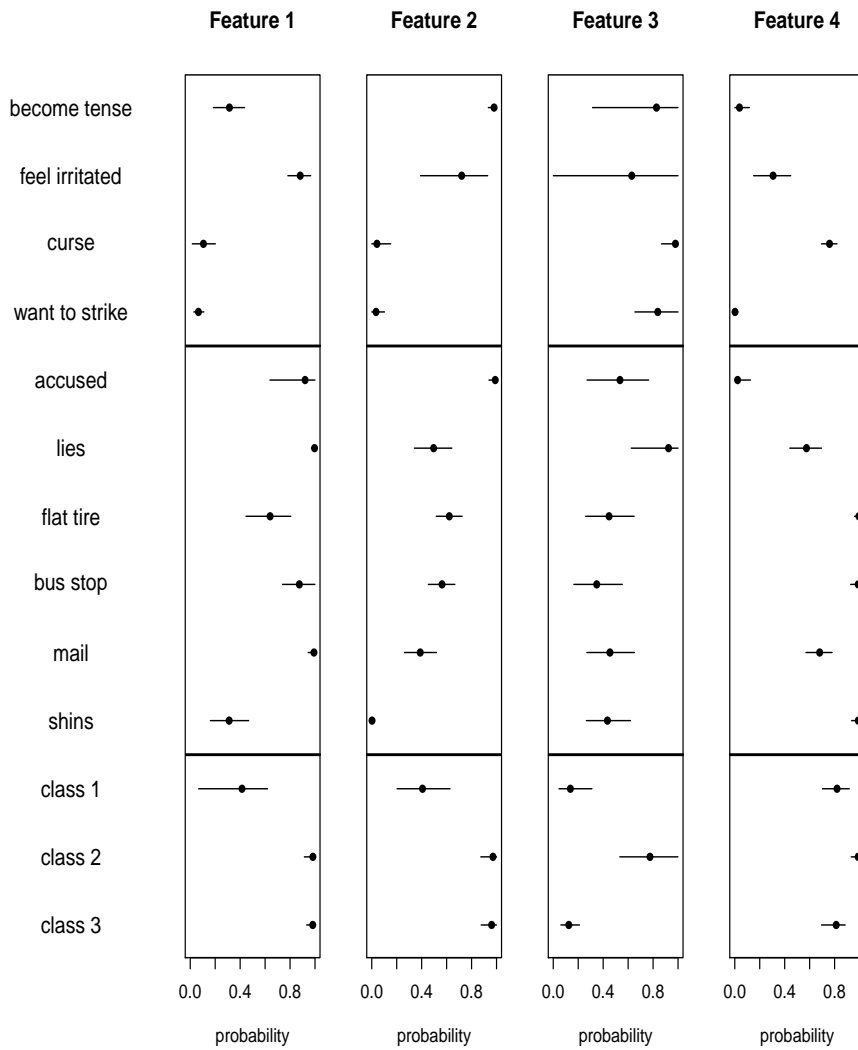 Feature 1 Feature 2 Feature 3 Feature 4
become tense
feel irritated
curse
want to strike
accused
lies
flat tire
bus stop
mail
shins
class 1
class 2
class 3
0.0 0.4 0.8 0.0 0.4 0.8 0.0 0.4 0.8 0.0 0.4 0.8
probability probability probability probability